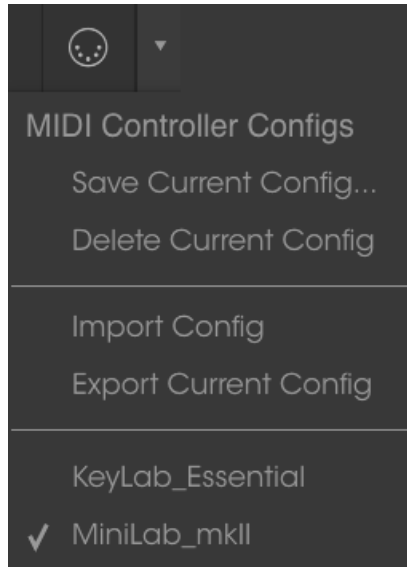 MIDI Controller Configs
Save Current Config...
Delete Current Config
Import Config
Export Current Config
KeyLab_Essential
MiniLab_mkII